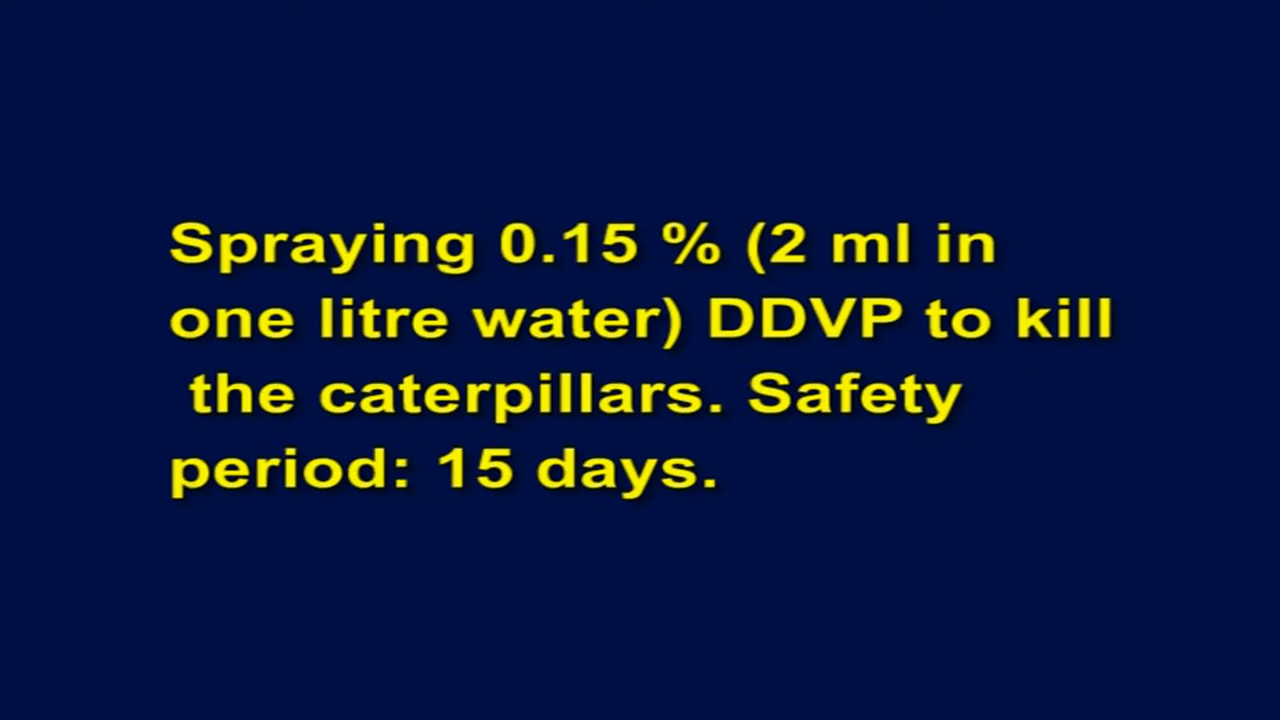 Spraying 0.15 % (2 ml in
one litre water) DDVP to kill
the caterpillars. Safety
period: 15 days.